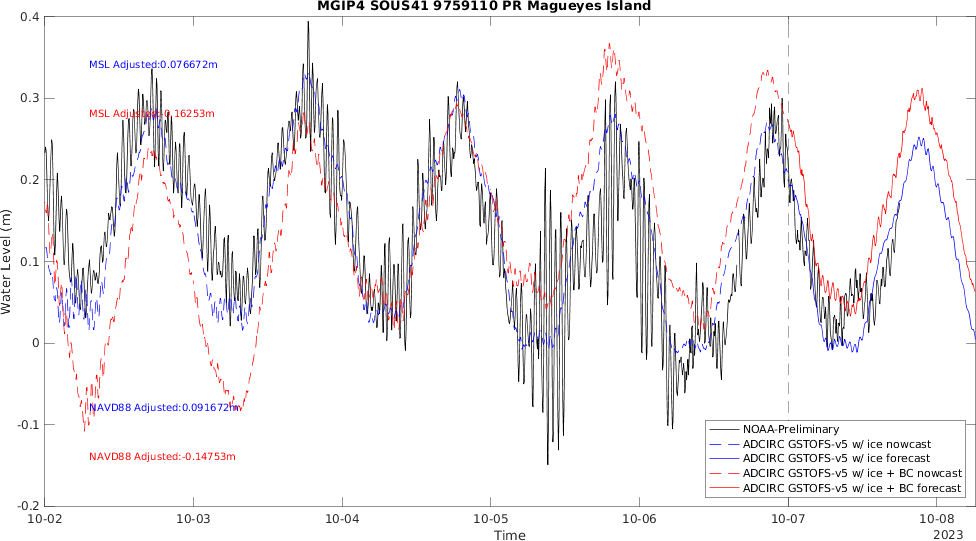 MGIP4 SOUS41 9759110 PR Magueyes Island
0.4
0.3
0.2
0.1
0
-0.1
-0.2
Water Level (m)
MSL Adjusted:0.076672m
MSL Adjusted:-0.16253m
NAVD88 Adjusted:0.091672m
NAVD88 Adjusted:-0.14753m
NOAA-Preliminary
ADCIRC GSTOFS-v5 w/ ice nowcast
ADCIRC GSTOFS-v5 w/ ice forecast
ADCIRC GSTOFS-v5 w/ ice + BC nowcast
ADCIRC GSTOFS-v5 w/ ice + BC forecast
10-02 10-03 10-04 10-05 10-06 10-07 10-08
Time
2023